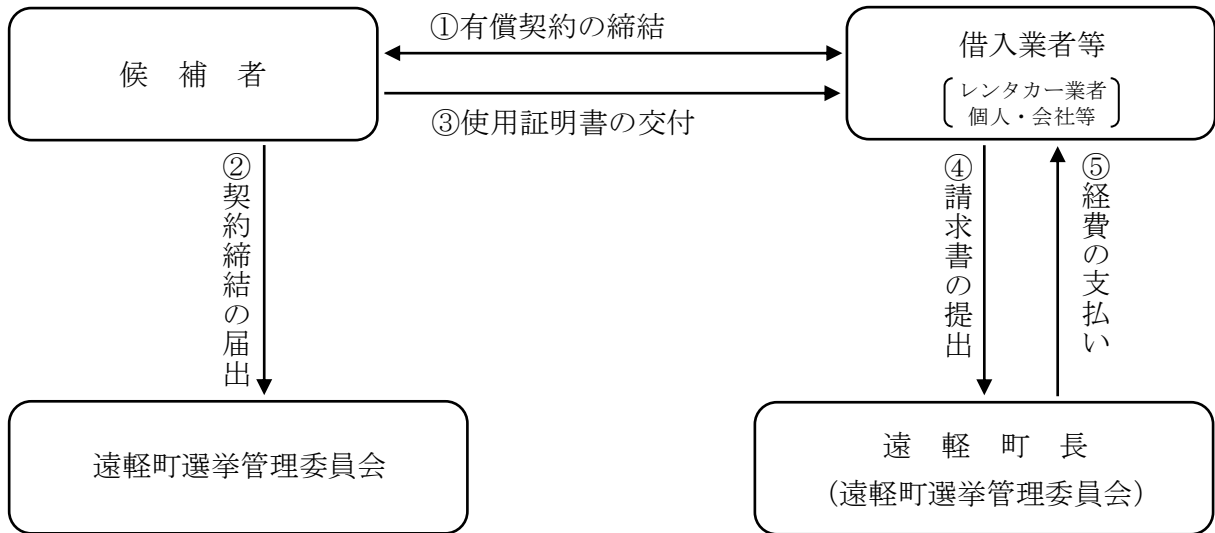 ①有償契約の締結
候　補　者
借入業者等
レンタカー業者
個人・会社等
③使用証明書の交付
②契約締結の届出
④請求書の提出
⑤経費の支払い
遠軽町選挙管理委員会
遠　軽　町　長
（遠軽町選挙管理委員会）